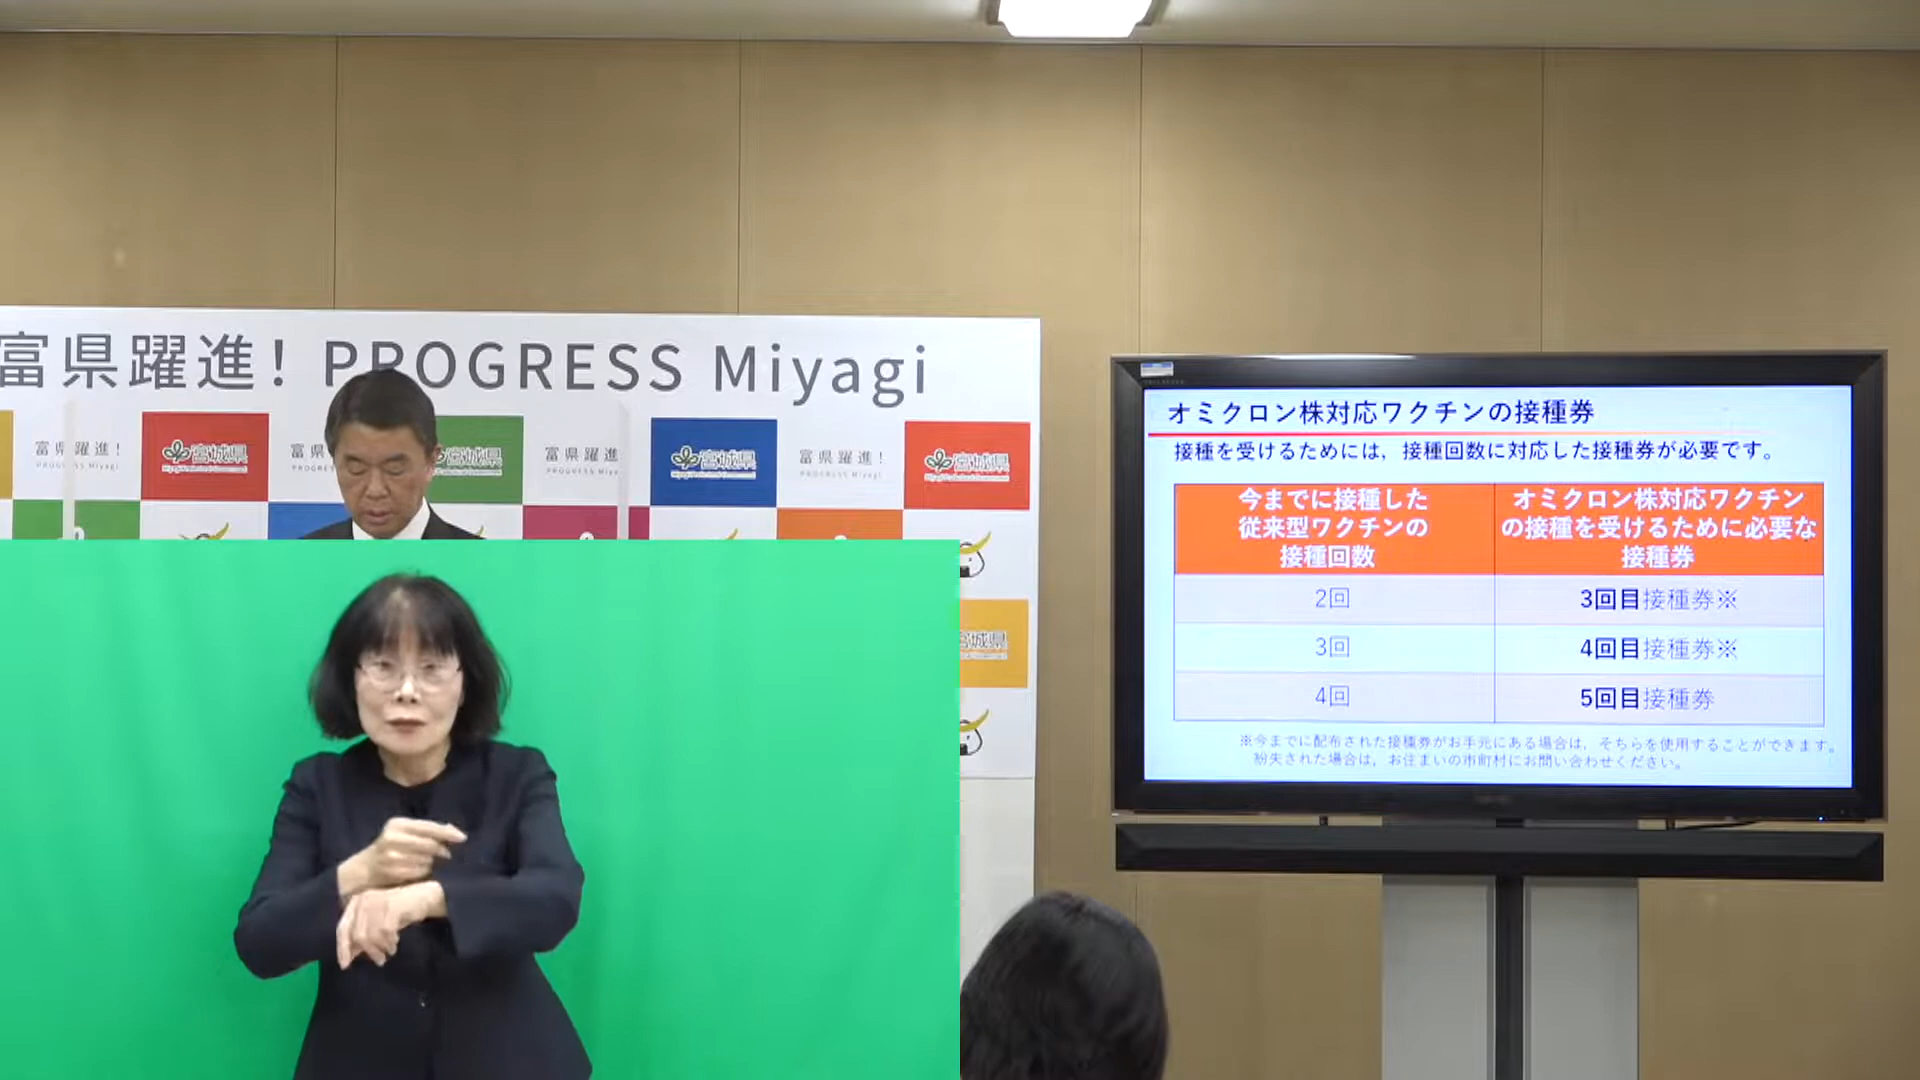 富県躍進! PROGRESS Miyagi
富県躍進!
PROGRESS Miyagi
宮城県
富県
PROGRES
宮城県
富県躍進!
PROGRESS Miya
宮城県
富県躍進!
PROGRESS Miyagi
宮城県
宮城県
オミクロン株対応ワクチンの接種券
接種を受けるためには，接種回数に対応した接種券が必要です。
今までに接種した
従来型ワクチンの
接種回数
オミクロン株対応ワクチン
の接種を受けるために必要な
接種券
2回
3回目接種券※
3回
4回目接種券※
4回
5回目接種券
※今までに配布された接種券がお手元にある場合は，そちらを使用することができます。
紛失された場合は，お住まいの市町村にお問い合わせください。